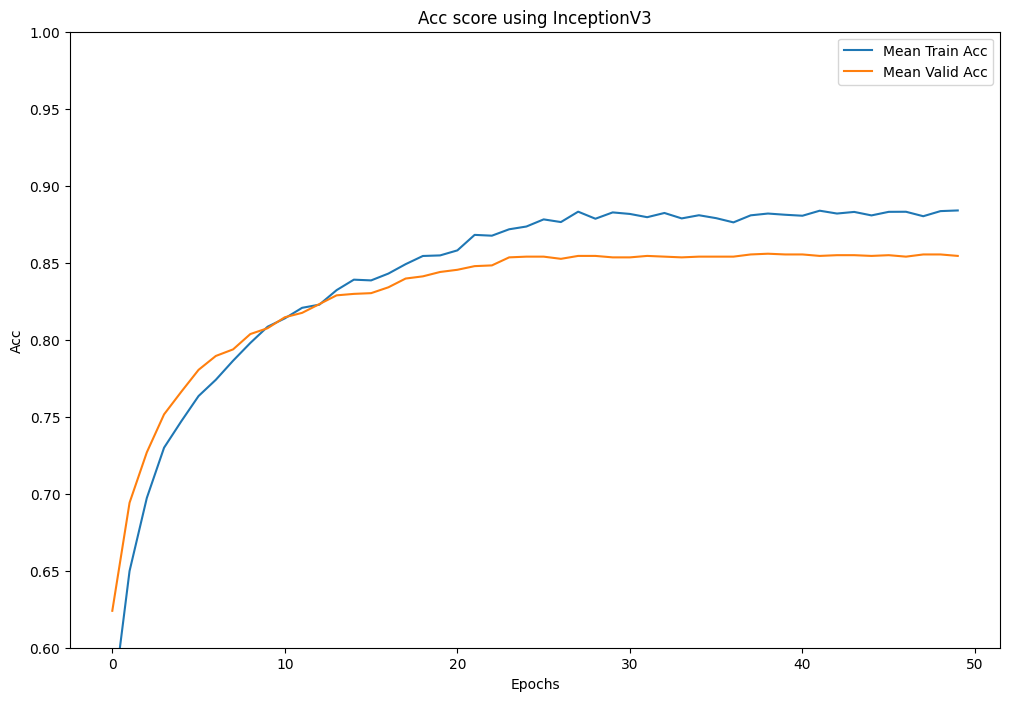 Acc score using InceptionV3
Mean Train Acc
Mean Valid Acc
1.00
0.95
0.90
0.85
0.80
0.75
0.70
0.65
0.60
Acc
0 10 20 30 40 50
Epochs